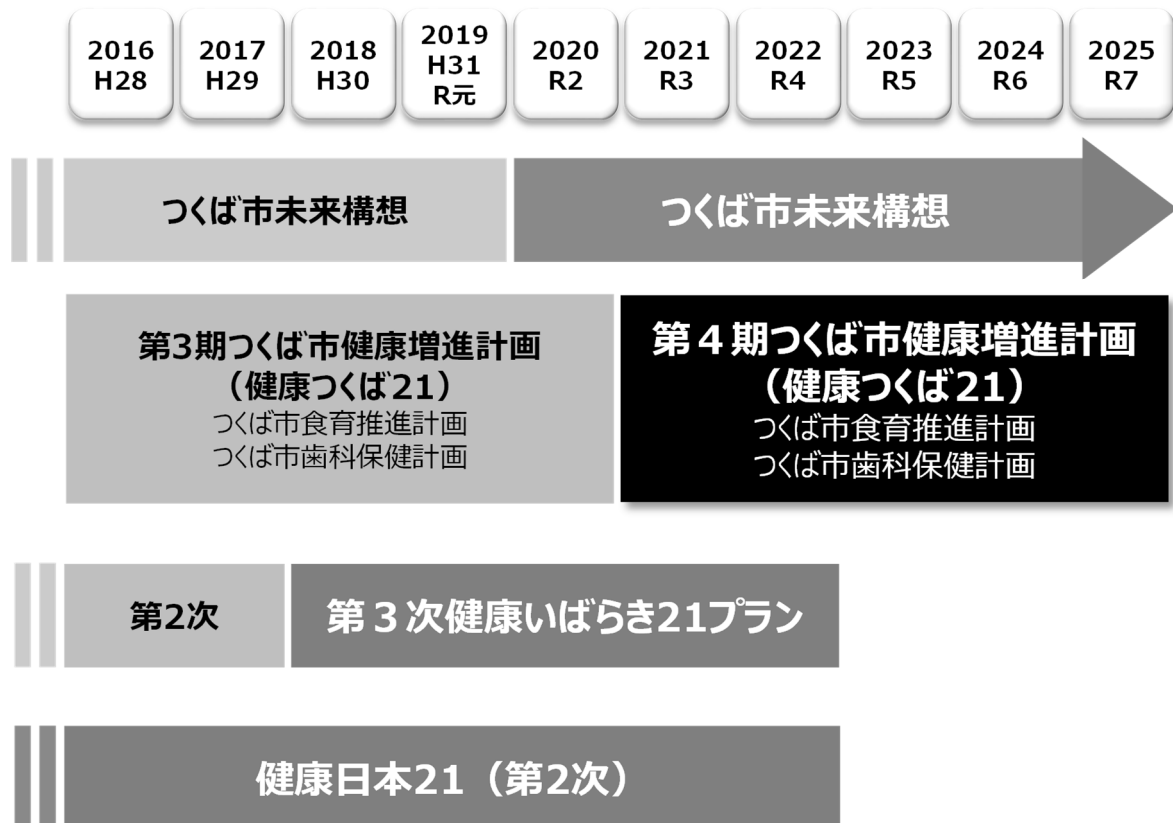 2016
H28
2017
H29
2018
H30
2019
H31
R元
2020
R2
2021
R3
2022
R4
2023
R5
2024
R6
2025
R7
つくば市未来構想
つくば市未来構想
第3期つくば市健康増進計画
（健康つくば21）
つくば市食育推進計画
つくば市歯科保健計画
第４期つくば市健康増進計画
（健康つくば21）
つくば市食育推進計画
つくば市歯科保健計画
第2次
第３次健康いばらき21プラン
健康日本21（第2次）